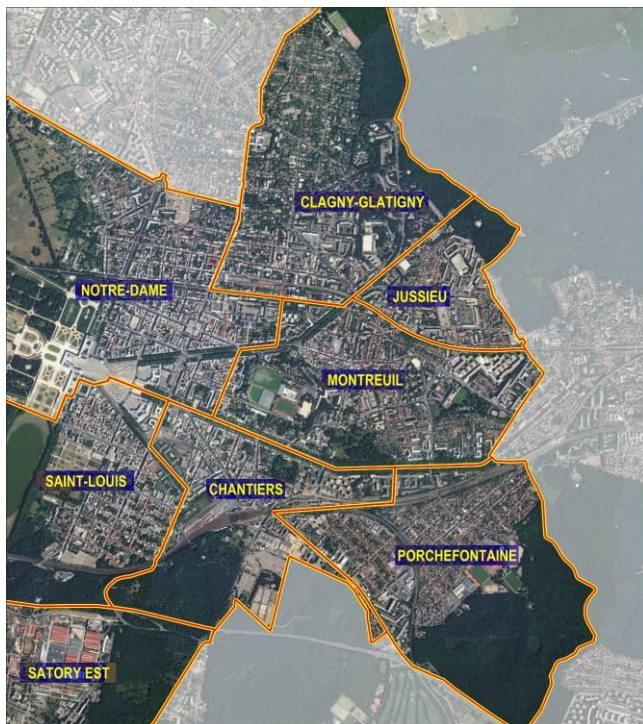 CLAGNY-GLATIGNY
NOTRE-DAME
JUSSIEU
MONTREUIL
SAINT-LOUIS
CHANTIERS
PORCHEFONTAINE
SATORY EST